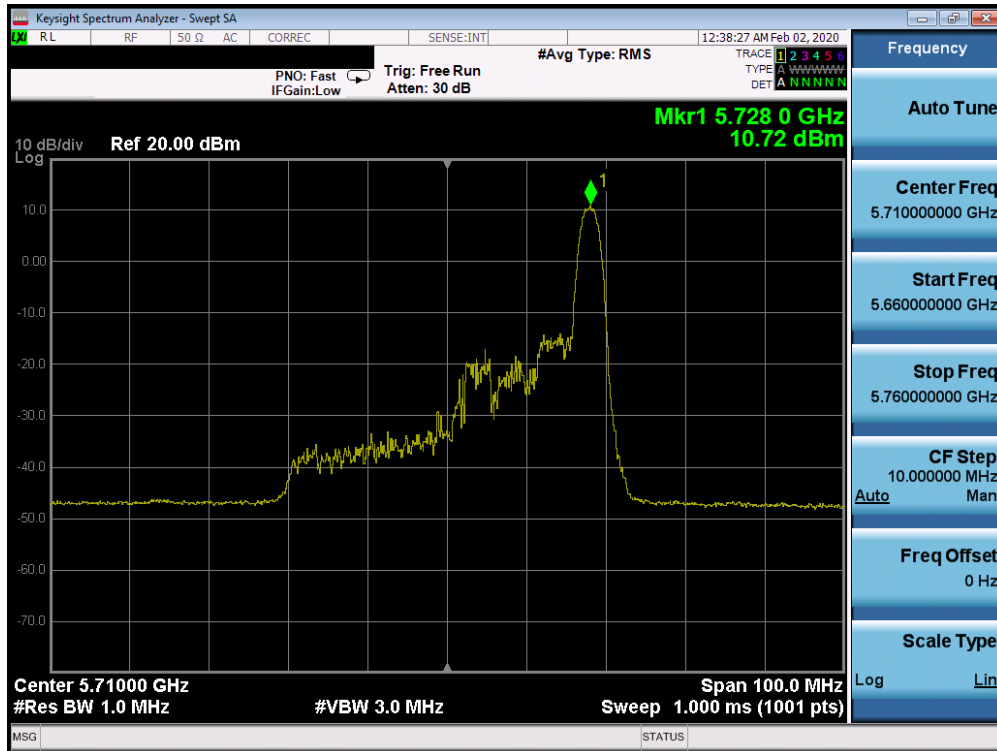 Keysight Spectrum Analyzer - Swept SA
LXI RL RF 50 Ω AC CORREC SENSE:INT 12:38:27 AM Feb 02, 2020
#Avg Type: RMS
TRACE 1 2 3 4 5 6
TYPE A WWWWW
DET A N N N N N
PNO: Fast
IFGain:Low
Trig: Free Run
Atten: 30 dB
Mkr1 5.728 0 GHz
10.72 dBm
10 dB/div Ref 20.00 dBm
Log
1
10.0
0.00
-10.0
-20.0
-30.0
-40.0
-50.0
-60.0
-70.0
Center 5.71000 GHz Span 100.0 MHz
#Res BW 1.0 MHz #VBW 3.0 MHz Sweep 1.000 ms (1001 pts)
MSG STATUS
Frequency
Auto Tune
Center Freq
5.710000000 GHz
Start Freq
5.660000000 GHz
Stop Freq
5.760000000 GHz
CF Step
10.000000 MHz
Auto Man
Freq Offset
0 Hz
Scale Type
Log Lin